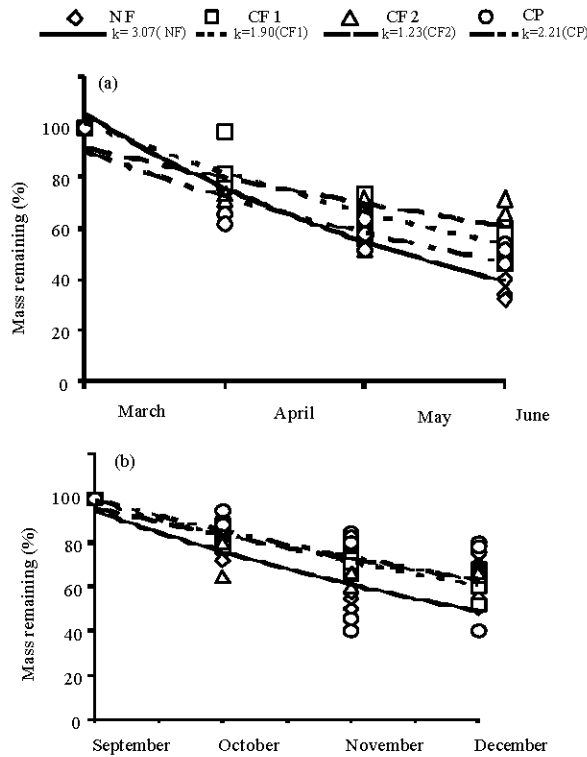 NF CF 1 CF 2 CP
k= 3.07( NF) k=1.90(CF1) k=1.23(CF2) k=2.21(CP)
(a)
Mass remaining (%)
100
80
60
40
20
0
March April May June
(b)
Mass remaining (%)
100
80
60
40
20
0
September October November December